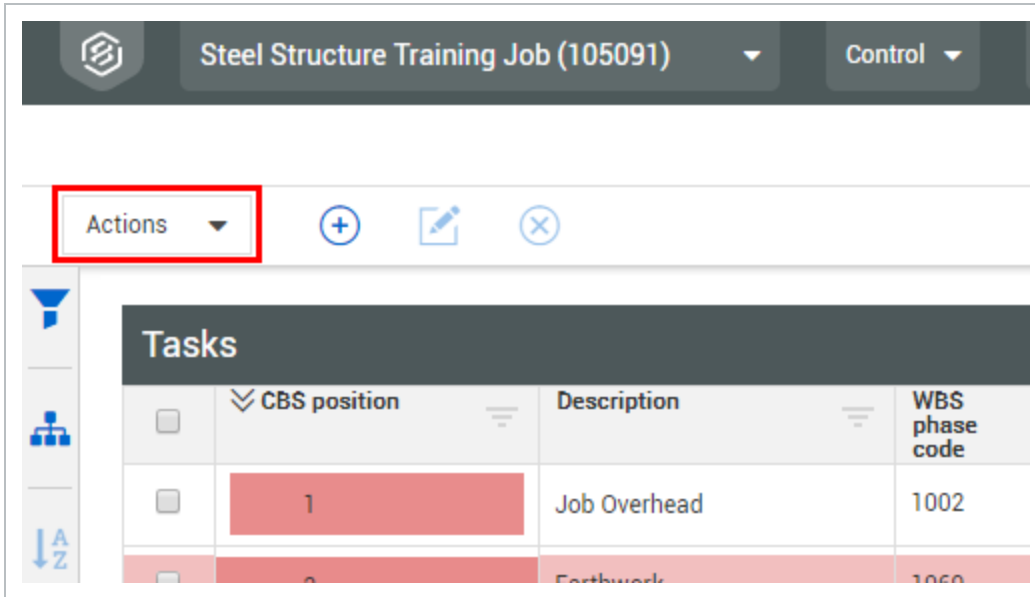 Steel Structure Training Job (105091)
Control
Actions
A
Z
Tasks
CBS position
Description
WBS
phase
code
1
Job Overhead
1002